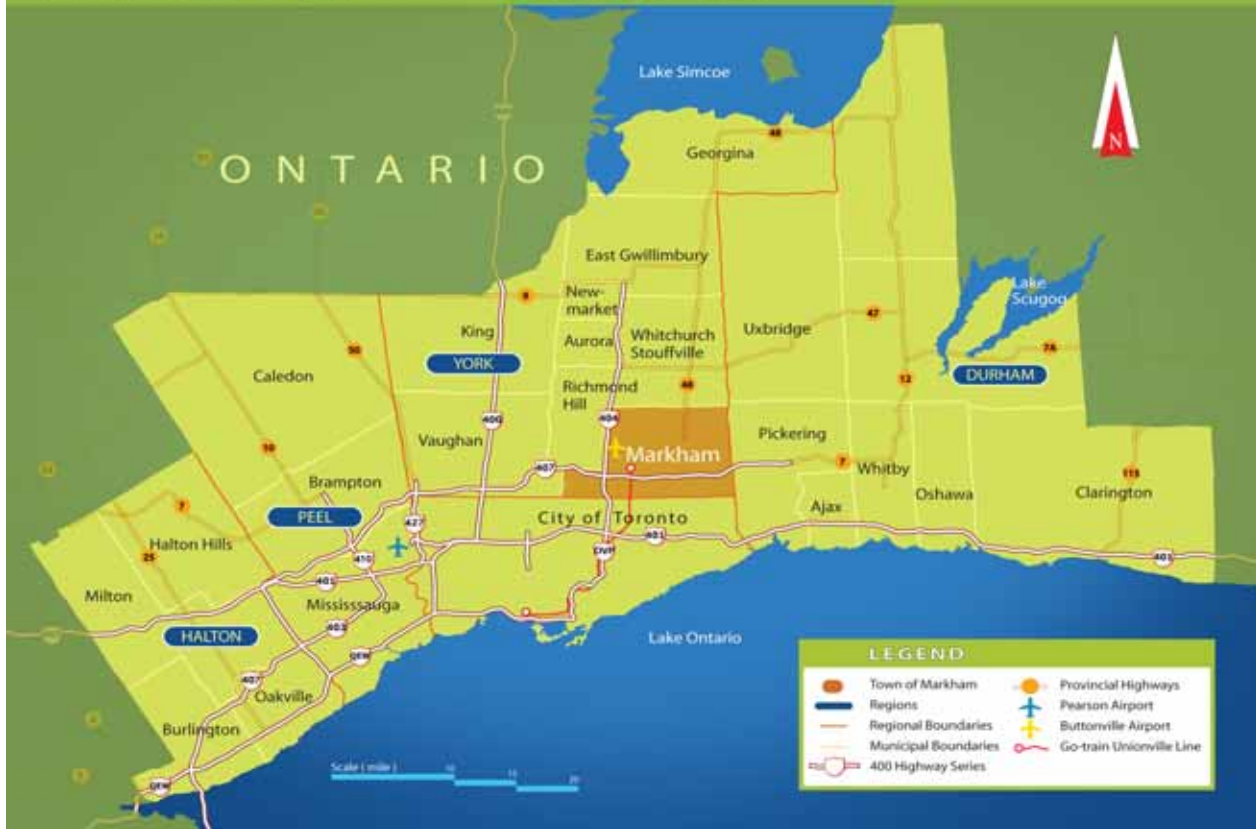 Lake Simcoe
N
ONTARIO
48
Georgina
East Gwillimbury
Lake
Scugog
9
New-
market
King
YORK
Aurora
Whitchurch
Stouffville
Uxbridge
47
7A
50
Caledon
DURHAM
12
Richmond
Hill
48
400
404
Vaughan
Markham
Pickering
10
407
7
Whitby
Brampton
115
Clarington
Oshawa
7
PEEL
Ajax
427
City of Toronto
401
Halton Hills
25
410
DVP
401
401
Milton
Misssissauga
403
HALTON
Lake Ontario
QEW
407
Oakville
Burlington
QEW
Scale ( mile )
10
15
20
LEGEND
Town of Markham
Regions
Regional Boundaries
Municipal Boundaries
400 Highway Series
Provincial Highways
Pearson Airport
Buttonville Airport
Go-train Unionville Line